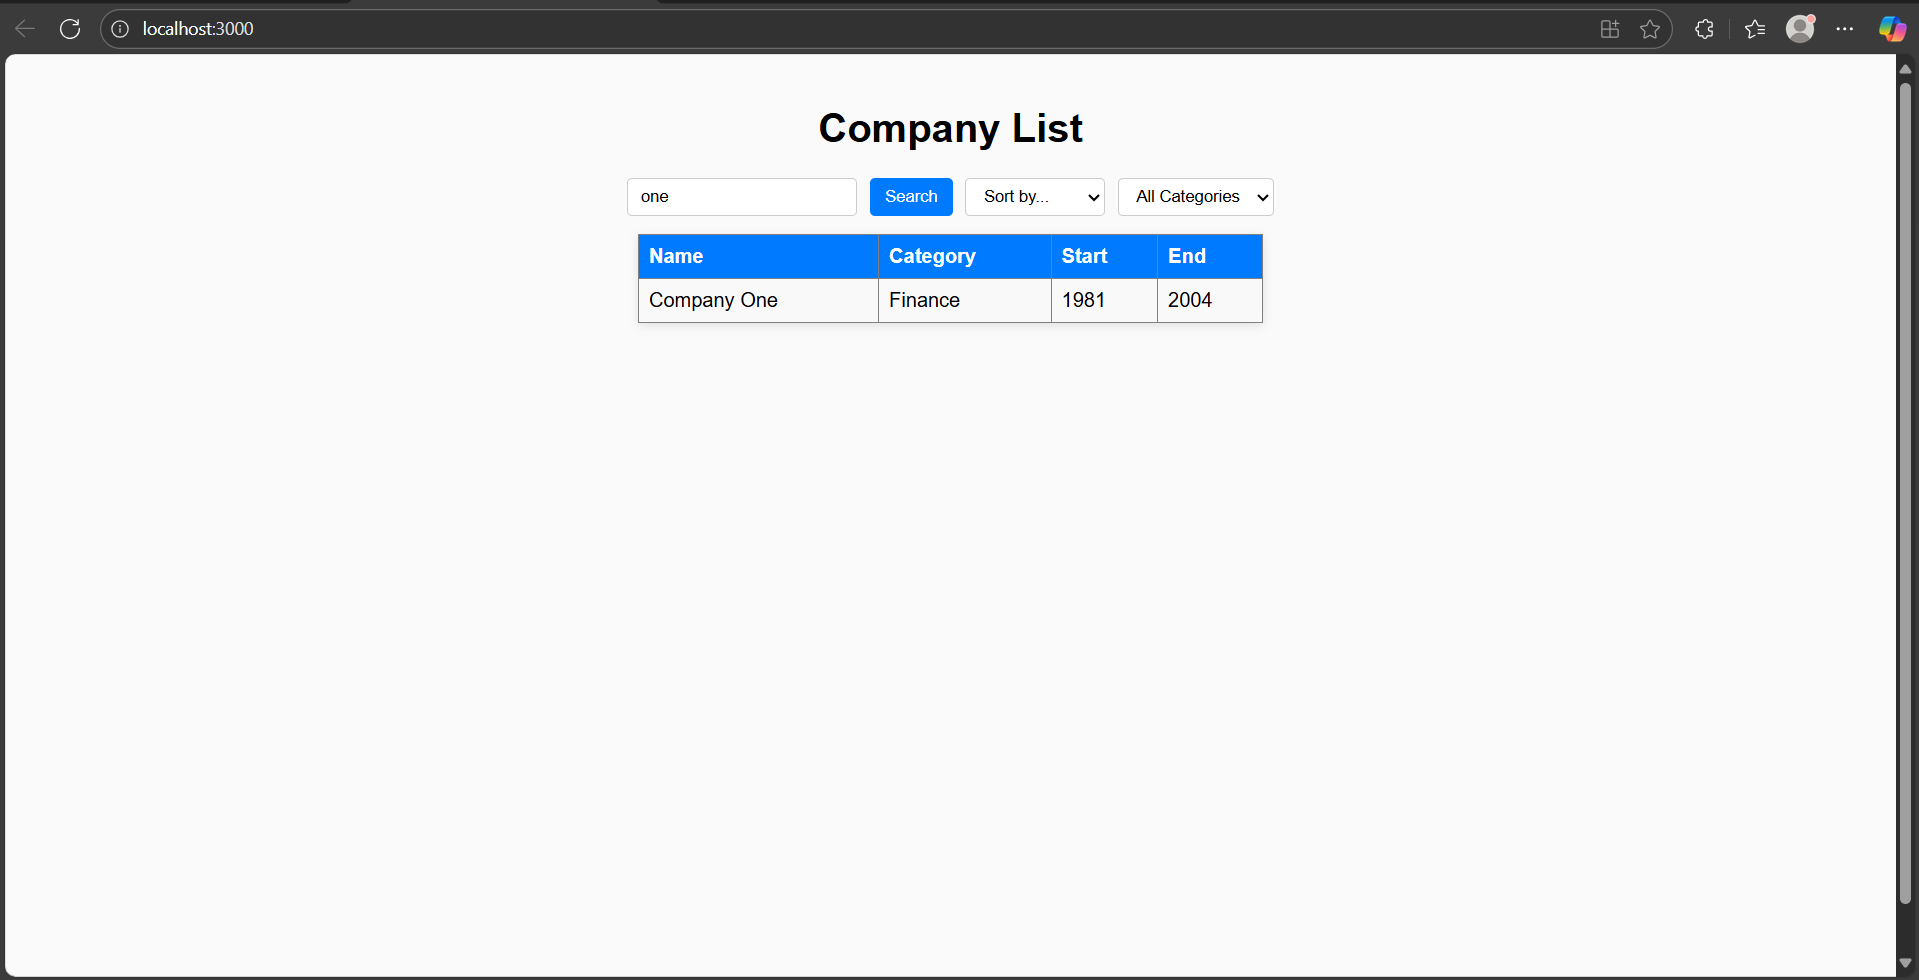 localhost:3000
Company List
one Search Sort by... All Categories
Name Category Start End
Company One Finance 1981 2004